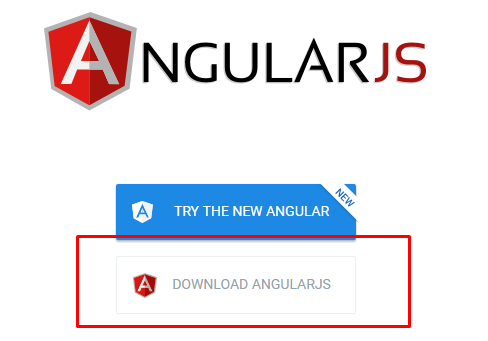 ANGULARJS
NEW
TRY THE NEW ANGULAR
DOWNLOAD ANGULARJS